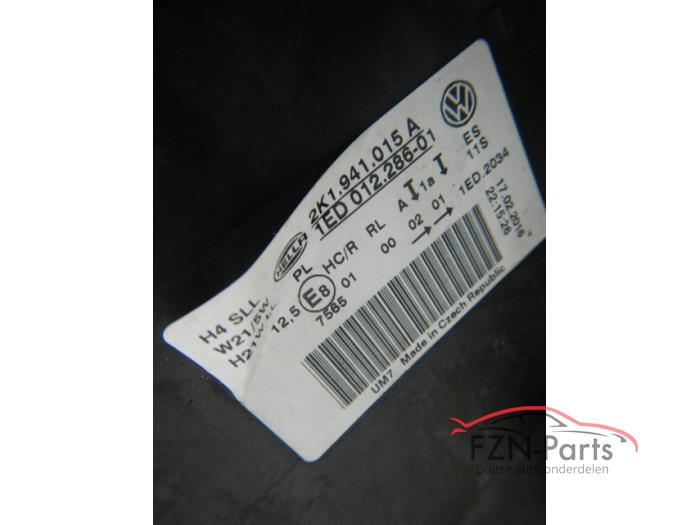 2K1.941.015 A
1ED 012.286-01
HELLA
PL HC/R RL A 1a
ES
11S
12,5 E8 01 00 02 01
7565
1ED.2034
17.02.2016
22:15:26
H4 SLL
W21/5W
H21W LL
UM7 Made in Czech Republic
FZN-Parts
Duitse auto onderdelen